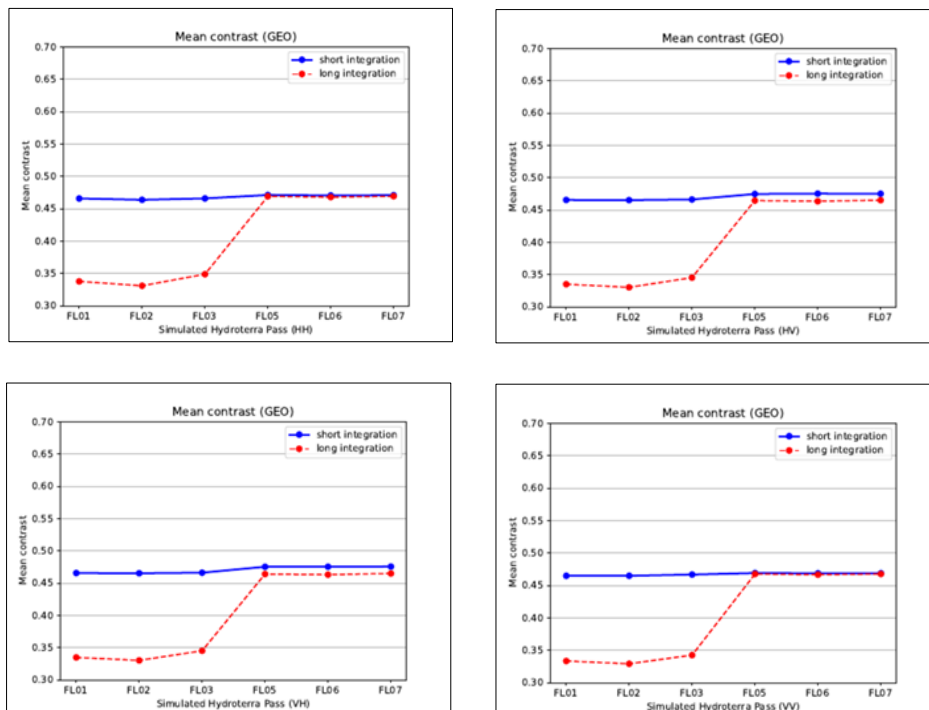 Mean contrast (GEO)
short integration
long integration
Mean contrast
0.70
0.65
0.60
0.55
0.50
0.45
0.40
0.35
0.30
FL01 FL02 FL03 FL05 FL06 FL07
Simulated Hydroterra Pass (HH)
Mean contrast (GEO)
short integration
long integration
Mean contrast
0.70
0.65
0.60
0.55
0.50
0.45
0.40
0.35
0.30
FL01 FL02 FL03 FL05 FL06 FL07
Simulated Hydroterra Pass (HV)
Mean contrast (GEO)
short integration
long integration
Mean contrast
0.70
0.65
0.60
0.55
0.50
0.45
0.40
0.35
0.30
FL01 FL02 FL03 FL05 FL06 FL07
Simulated Hydroterra Pass (VH)
Mean contrast (GEO)
short integration
long integration
Mean contrast
0.70
0.65
0.60
0.55
0.50
0.45
0.40
0.35
0.30
FL01 FL02 FL03 FL05 FL06 FL07
Simulated Hydroterra Pass (VV)